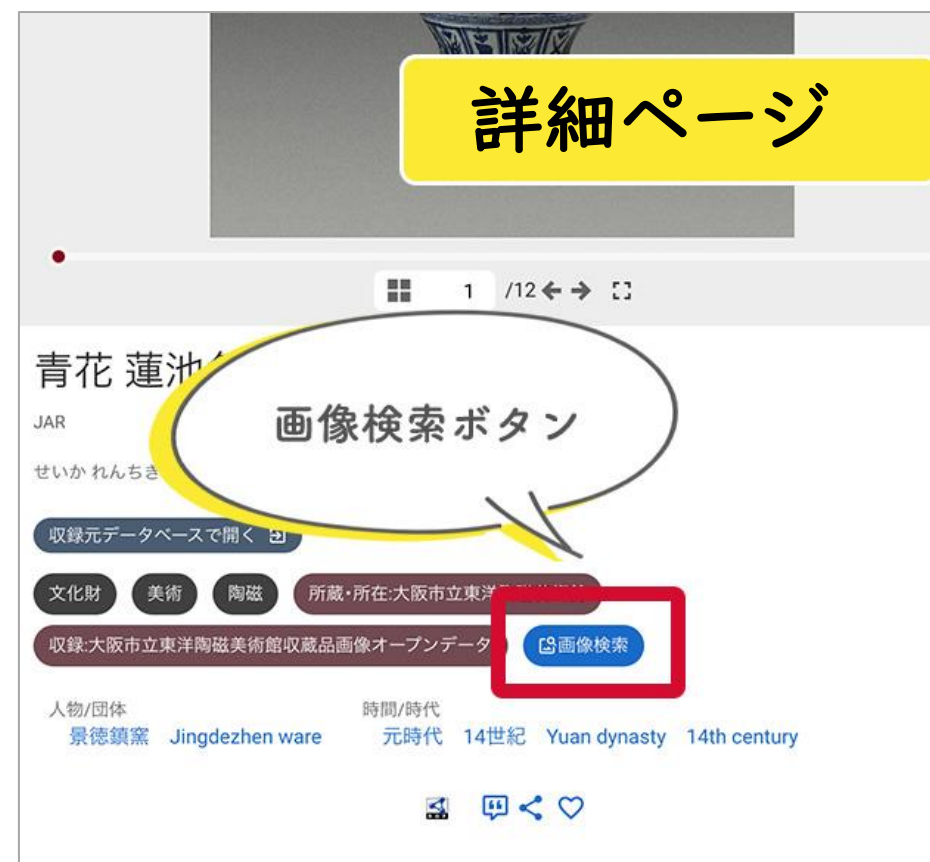 詳細ページ
1 /12
青花 蓮池
画像検索ボタン
JAR
せいか れんちき
収録元データベースで開く
文化財 美術 陶磁 所蔵・所在:大阪市立東洋
収録:大阪市立東洋陶磁美術館収蔵品画像オープンデータ 画像検索
人物/団体 時間/時代
景徳鎮窯 Jingdezhen ware 元時代 14世紀 Yuan dynasty 14th century